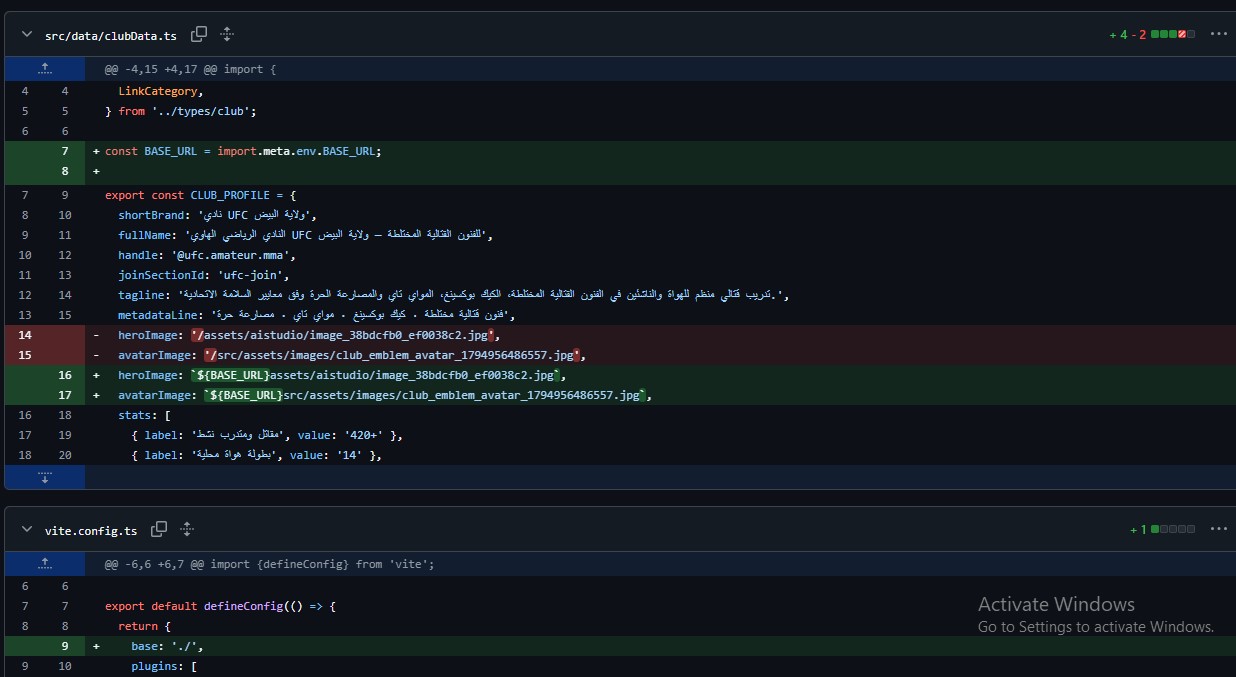 src/data/clubData.ts
+4 -2
@@ -4,15 +4,17 @@ import {
4 4 LinkCategory,
5 5 } from '../types/club';
6 6
7 + const BASE_URL = import.meta.env.BASE_URL;
8 +
7 9 export const CLUB_PROFILE = {
8 10 shortBrand: 'نادي UFC ولاية البيض',
9 11 fullName: 'النادي الرياضي الهاوي UFC للفنون القتالية المختلطة – ولاية البيض',
10 12 handle: '@ufc.amateur.mma',
11 13 joinSectionId: 'ufc-join',
12 14 tagline: 'تدريب قتالي منظم للهواة والناشئين في الفنون القتالية المختلطة، الكيك بوكسينغ، المواي تاي والمصارعة الحرة وفق معايير السلامة الاتحادية.',
13 15 metadataLine: 'فنون قتالية مختلطة · كيك بوكسينغ · مواي تاي · مصارعة حرة',
14 - heroImage: '/assets/aistudio/image_38bdcfb0_ef0038c2.jpg',
15 - avatarImage: '/src/assets/images/club_emblem_avatar_1794956486557.jpg',
16 + heroImage: `${BASE_URL}assets/aistudio/image_38bdcfb0_ef0038c2.jpg`,
17 + avatarImage: `${BASE_URL}src/assets/images/club_emblem_avatar_1794956486557.jpg`,
16 18 stats: [
17 19 { label: 'مقاتل ومتدرب نشط', value: '420+' },
18 20 { label: 'بطولة هواة محلية', value: '14' },
vite.config.ts
+1
@@ -6,6 +6,7 @@ import {defineConfig} from 'vite';
6 6
7 7 export default defineConfig(() => {
8 8 return {
9 + base: './',
9 10 plugins: [
Activate Windows
Go to Settings to activate Windows.